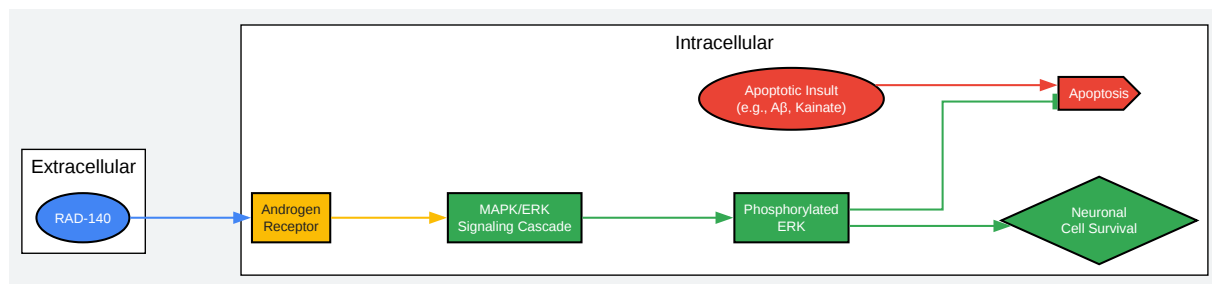 Intracellular
Apoptotic Insult
(e.g., Aβ, Kainate)
Apoptosis
Extracellular
RAD-140
Androgen
Receptor
MAPK/ERK
Signaling Cascade
Phosphorylated
ERK
Neuronal
Cell Survival